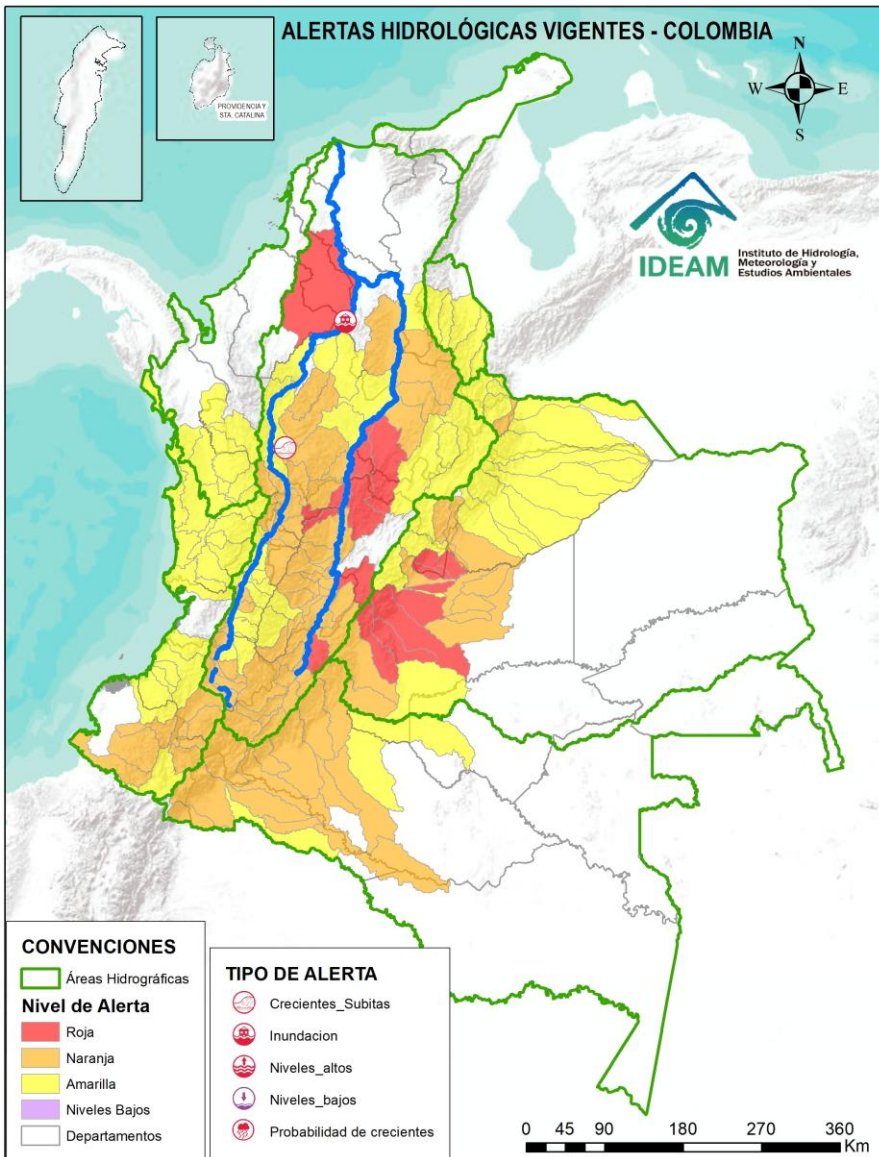 ALERTAS HIDROLÓGICAS VIGENTES - COLOMBIA
PROVIDENCIA Y
STA. CATALINA
N
W
E
S
IDEAM
Instituto de Hidrología,
Meteorología y
Estudios Ambientales
CONVENCIONES
Áreas Hidrográficas
Nivel de Alerta
Roja
Naranja
Amarilla
Niveles Bajos
Departamentos
TIPO DE ALERTA
Crecientes_Subitas
Inundacion
Niveles_altos
Niveles_bajos
Probabilidad de crecientes
0 45 90 180 270 360
Km